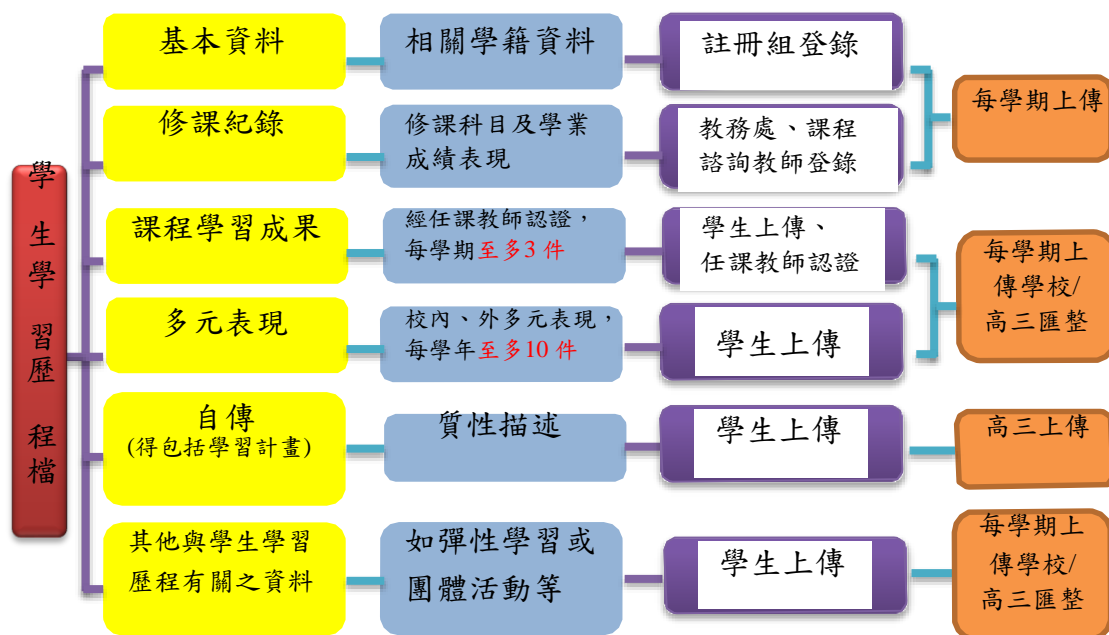 學生學習歷程檔
基本資料
相關學籍資料
註冊組登錄
每學期上傳
修課紀錄
修課科目及學業
成績表現
教務處、課程
諮詢教師登錄
課程學習成果
經任課教師認證，
每學期至多3 件
學生上傳、
任課教師認證
每學期上
傳學校/
高三匯整
多元表現
校內、外多元表現，
每學年至多10 件
學生上傳
自傳
(得包括學習計畫)
質性描述
學生上傳
高三上傳
其他與學生學習
歷程有關之資料
如彈性學習或
團體活動等
學生上傳
每學期上
傳學校/
高三匯整